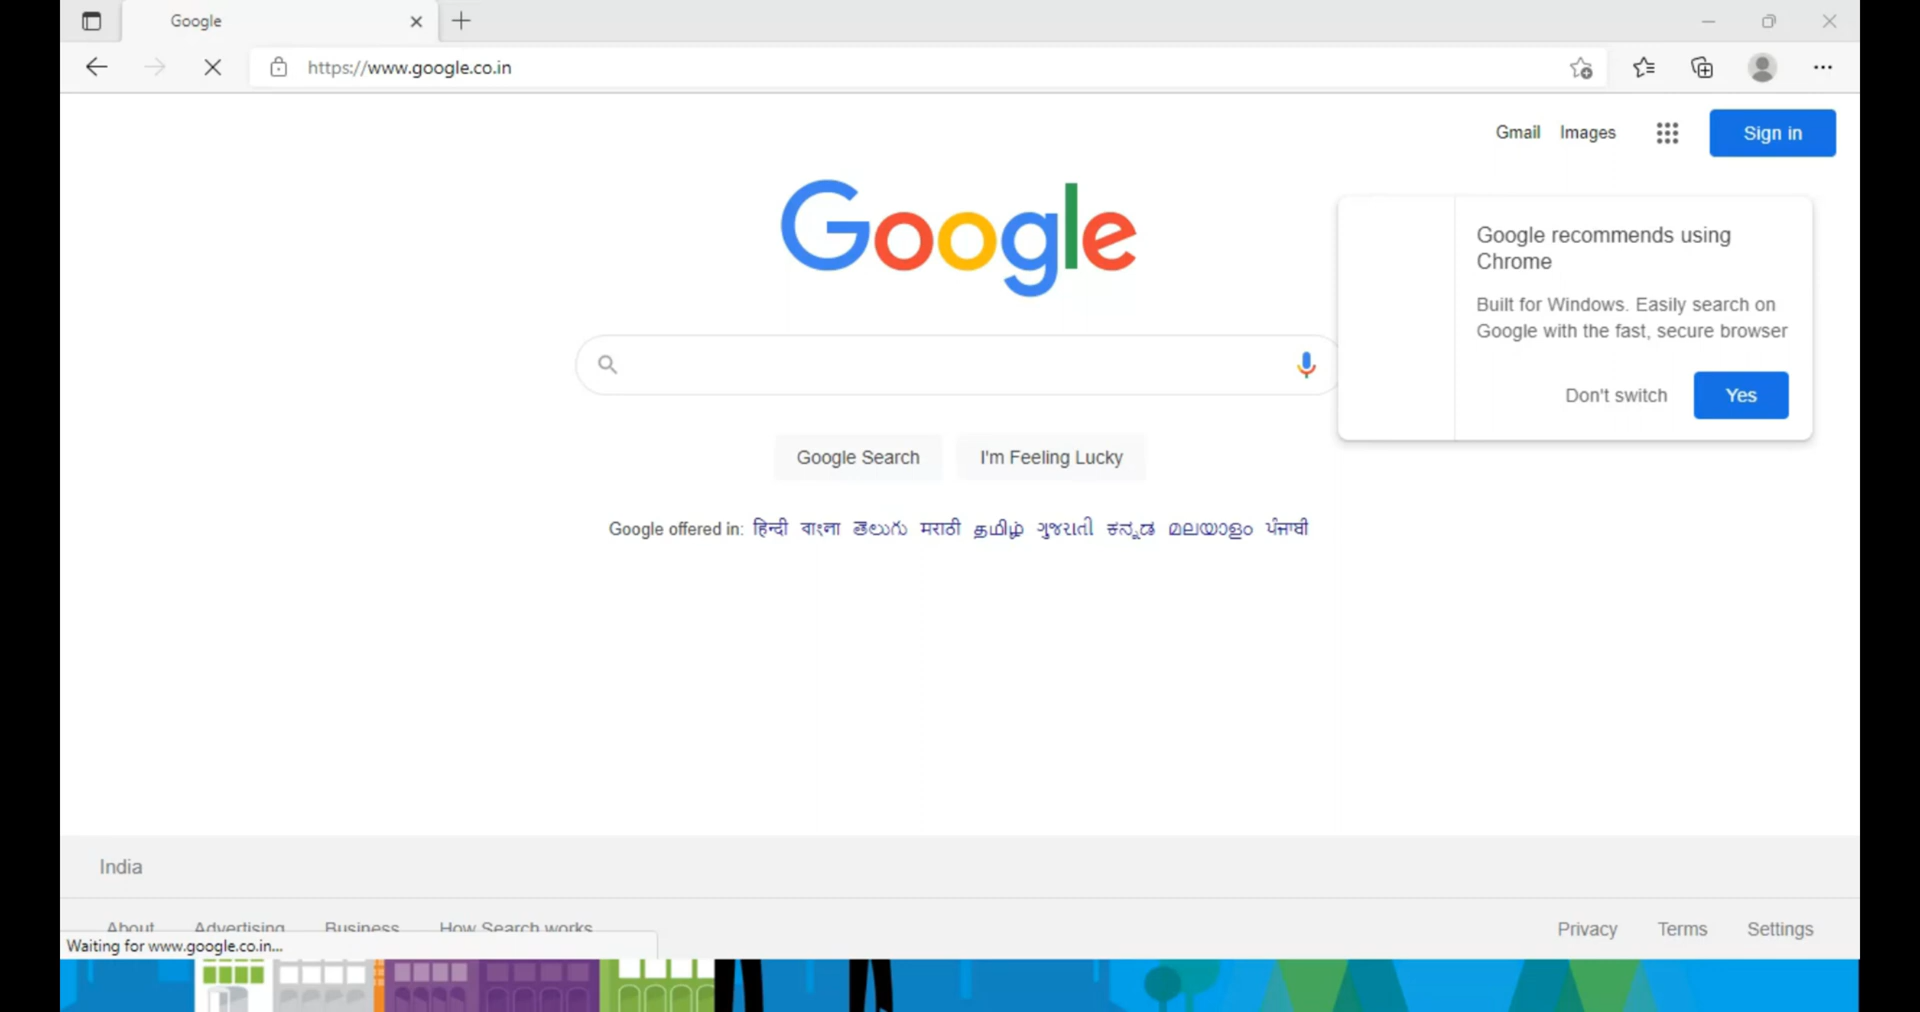 Google
https://www.google.co.in
Gmail Images Sign in
Google
Google recommends using
Chrome
Built for Windows. Easily search on
Google with the fast, secure browser
Don't switch Yes
Google Search I'm Feeling Lucky
Google offered in: हिन्दी বাংলা తెలుగు मराठी தமிழ் ગુજરાતી ಕನ್ನಡ മലയാളം ਪੰਜਾਬੀ
India
About Advertising Business How Search works Privacy Terms Settings
Waiting for www.google.co.in...